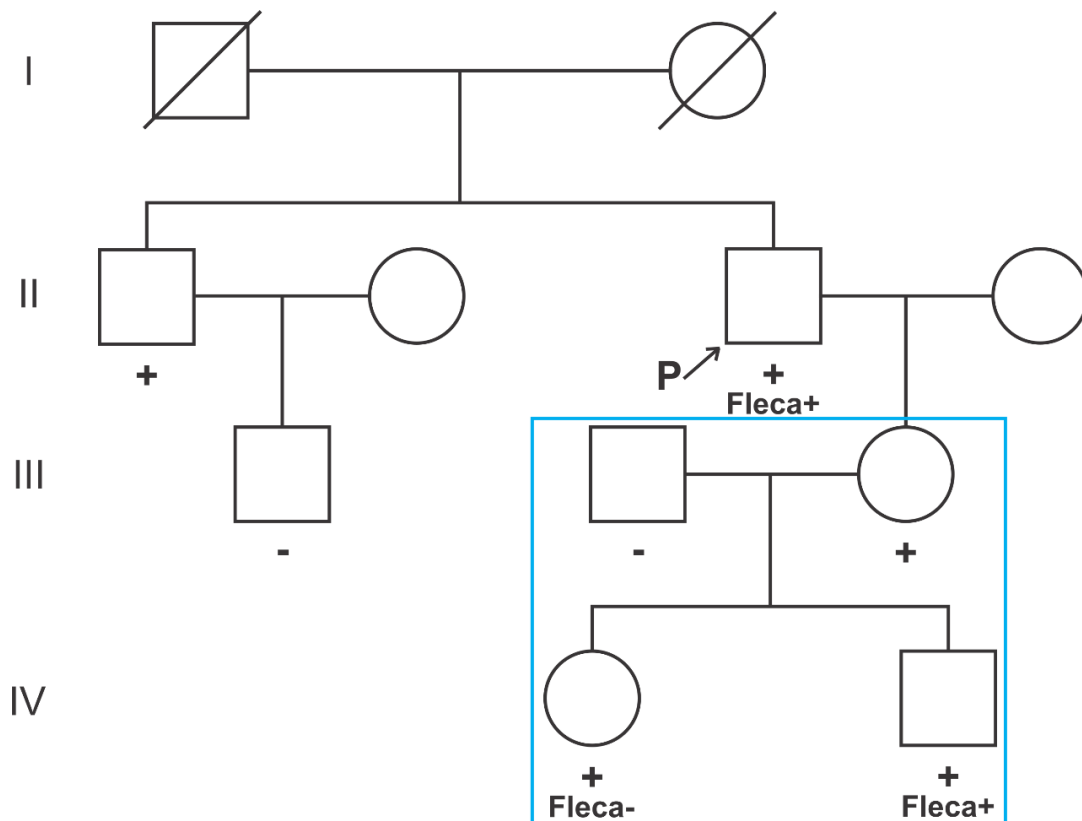 I
II
+
P
+
Fleca+
III
-
-
+
IV
+
+
Fleca-
Fleca+